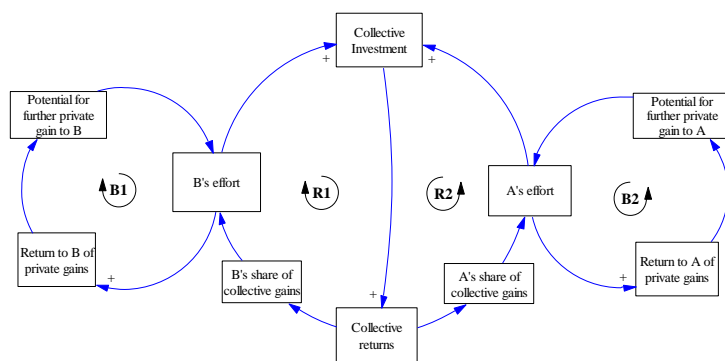 Collective
Investment
+
+
Potential for
further private
gain to B
Potential for
further private
gain to A
B's effort
A's effort
B1
R1
R2
B2
Return to B of
private gains
+
B's share of
collective gains
A's share of
collective gains
Return to A of
private gains
+
+
Collective
returns